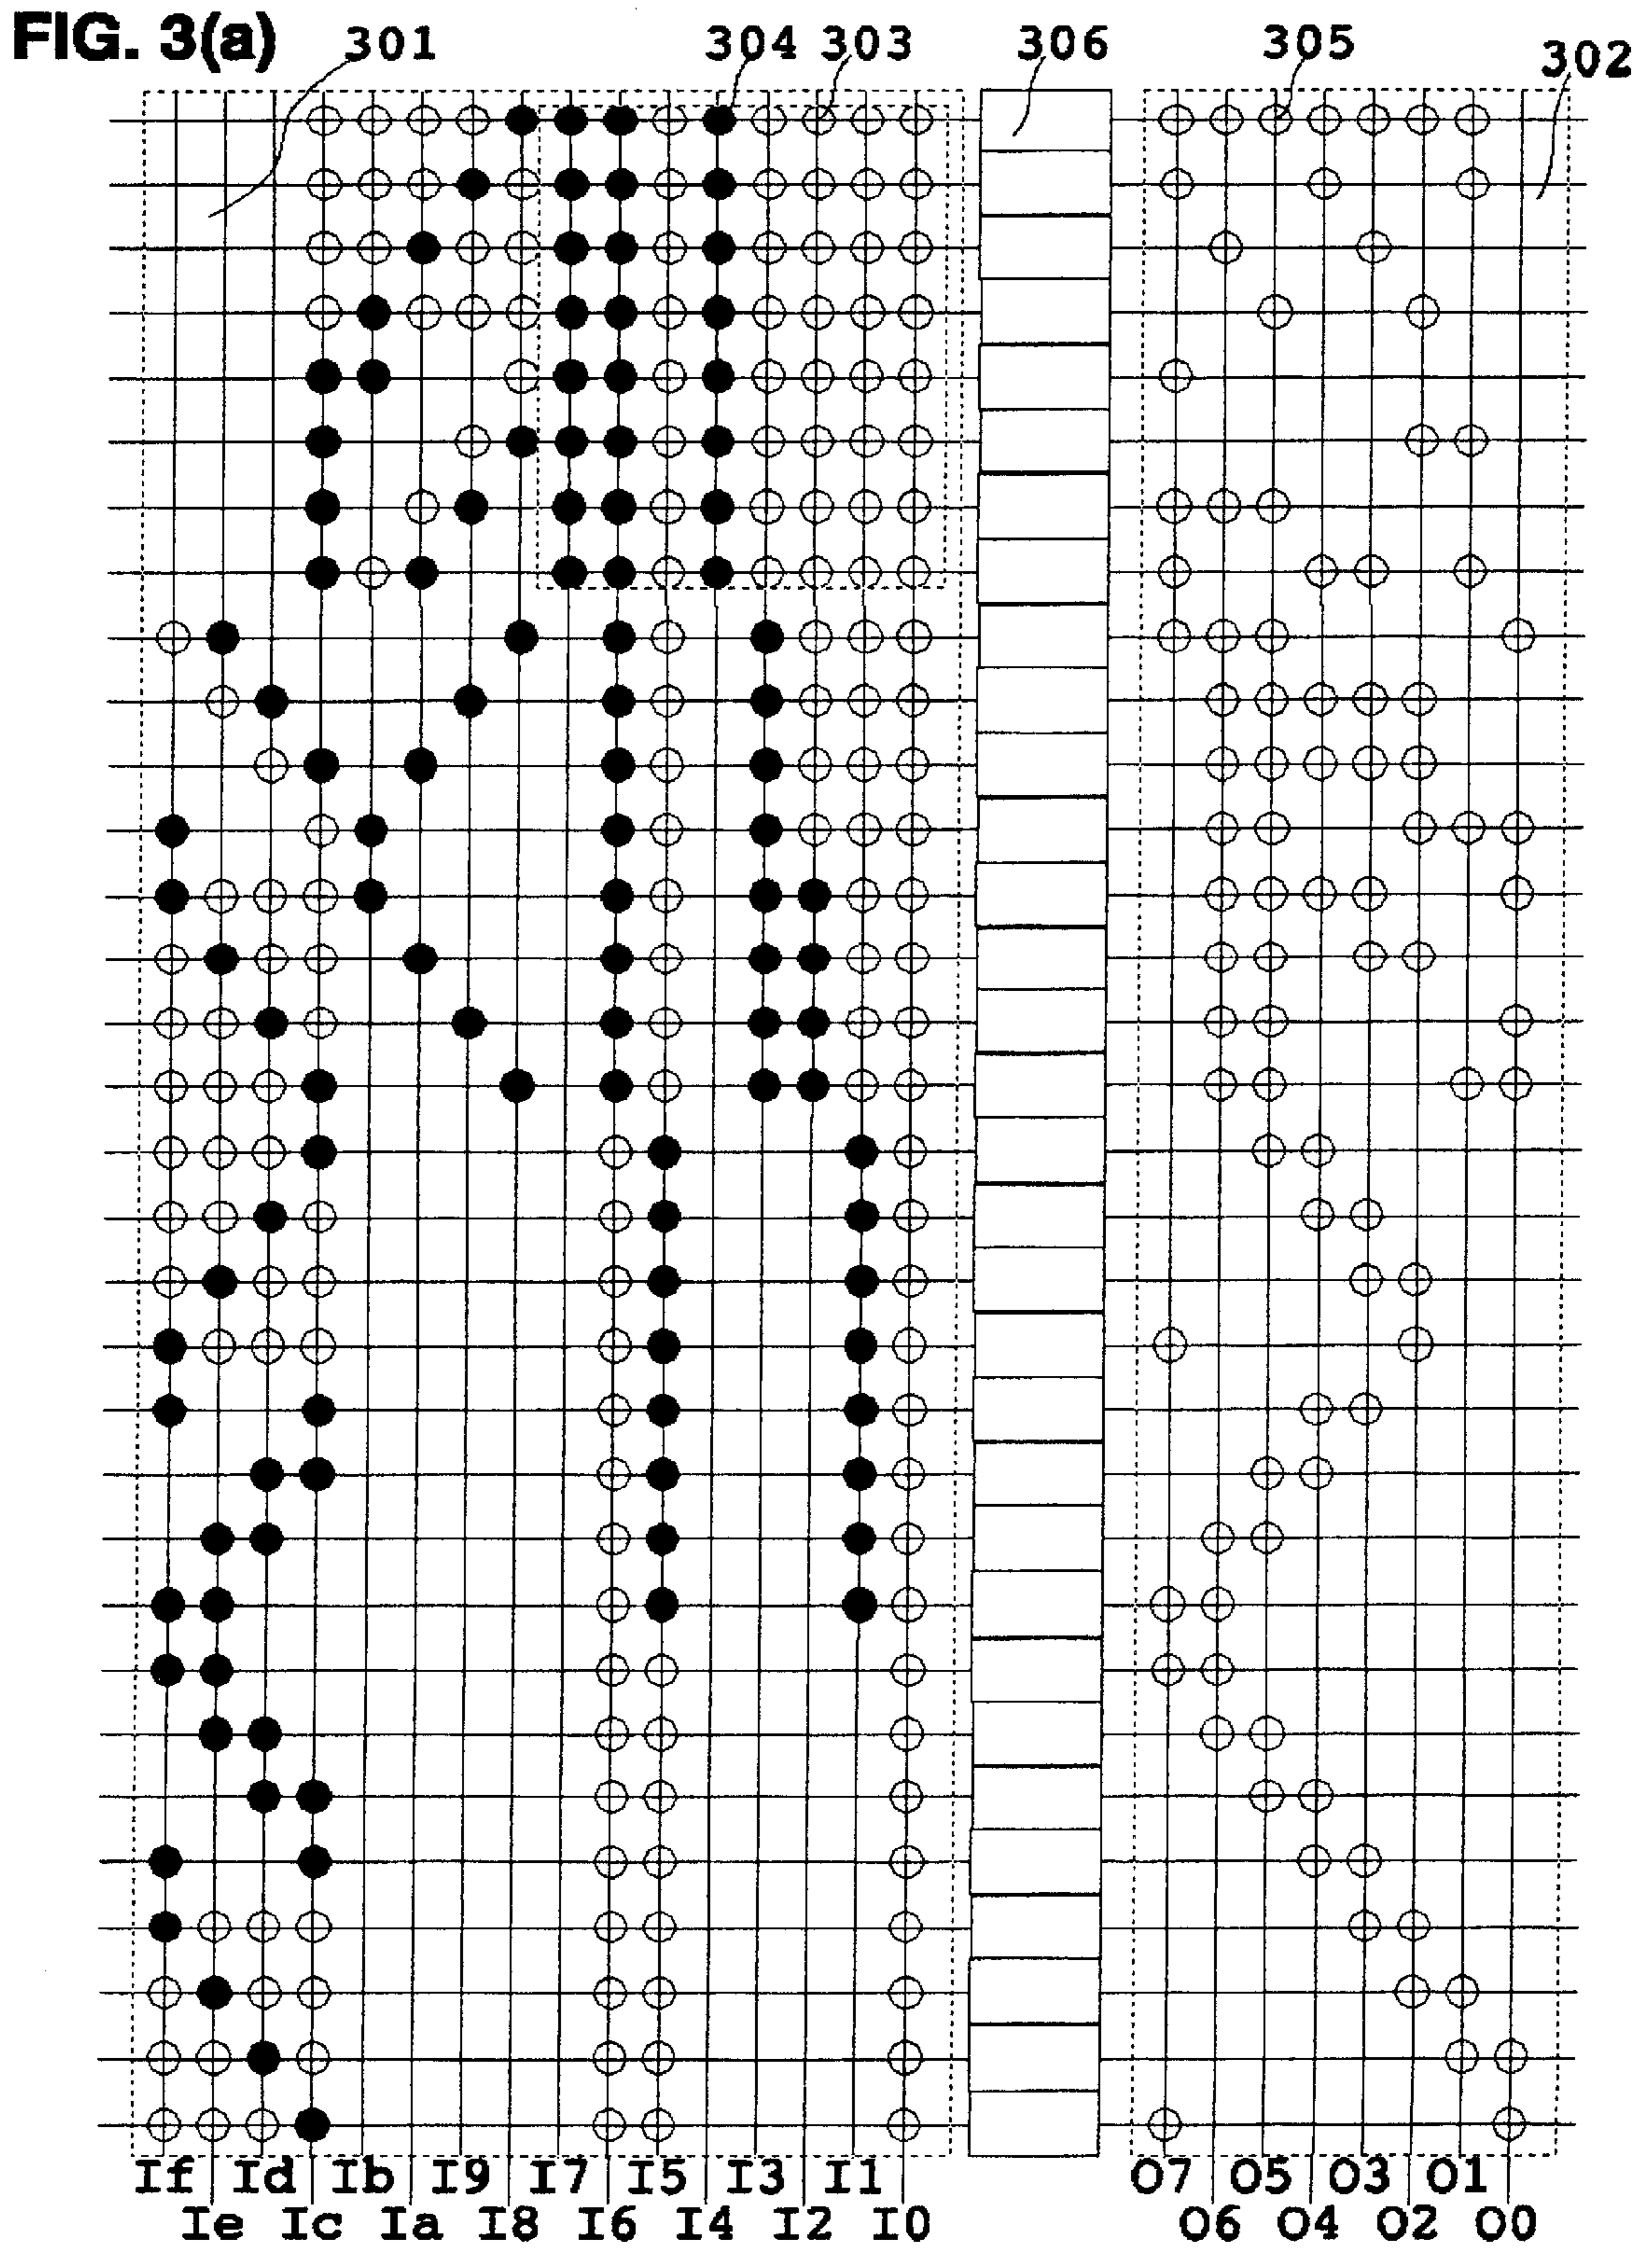 FIG. 3(a) 301 304 303 306 305 302
If Id Ib I9 I7 I5 I3 I1 O7 O5 O3 O1
Ie Ic Ia I8 I6 I4 I2 I0 O6 O4 O2 O0